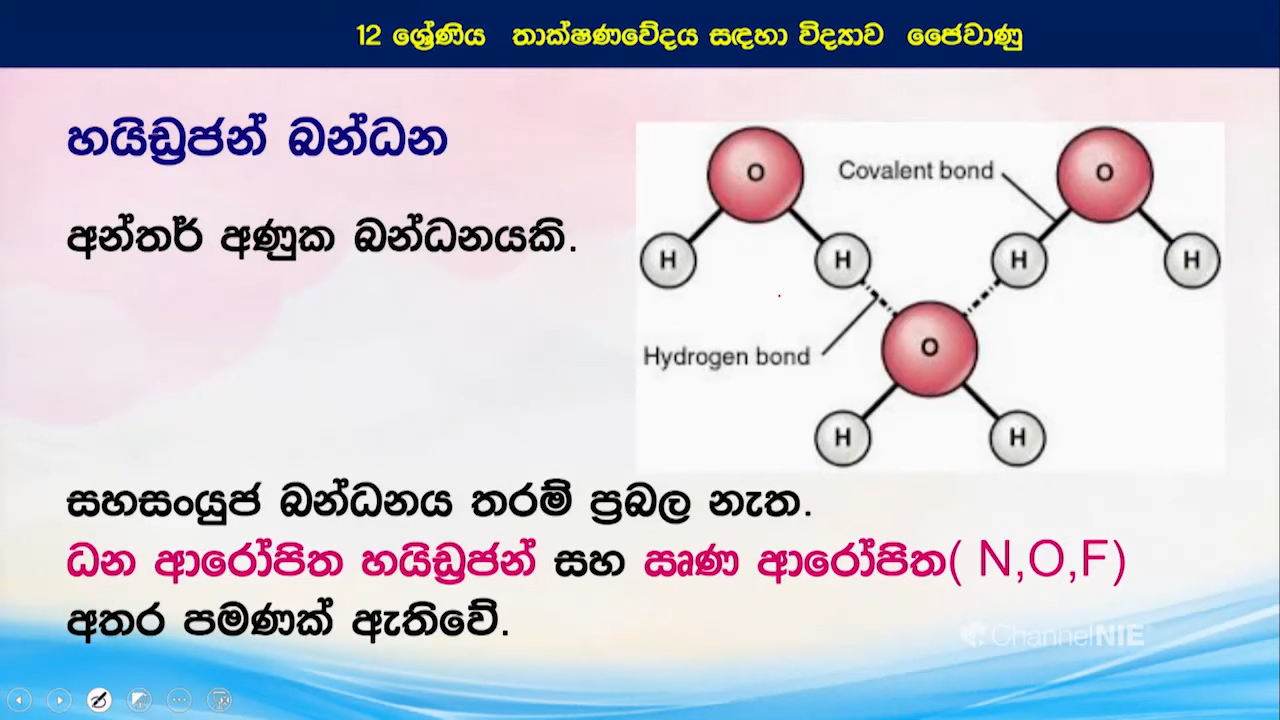 12 ශ්‍රේණිය තාක්ෂණවේදය සඳහා විද්‍යාව ජෛවාණු
හයිඩ්‍රජන් බන්ධන
අන්තර් අණුක බන්ධනයකි.
O
Covalent bond
O
H
H
H
H
Hydrogen bond
O
H
H
සහසංයුජ බන්ධනය තරම් ප්‍රබල නැත.
ධන ආරෝපිත හයිඩ්‍රජන් සහ ඍණ ආරෝපිත( N,O,F)
අතර පමණක් ඇතිවේ.
ChannelNIE